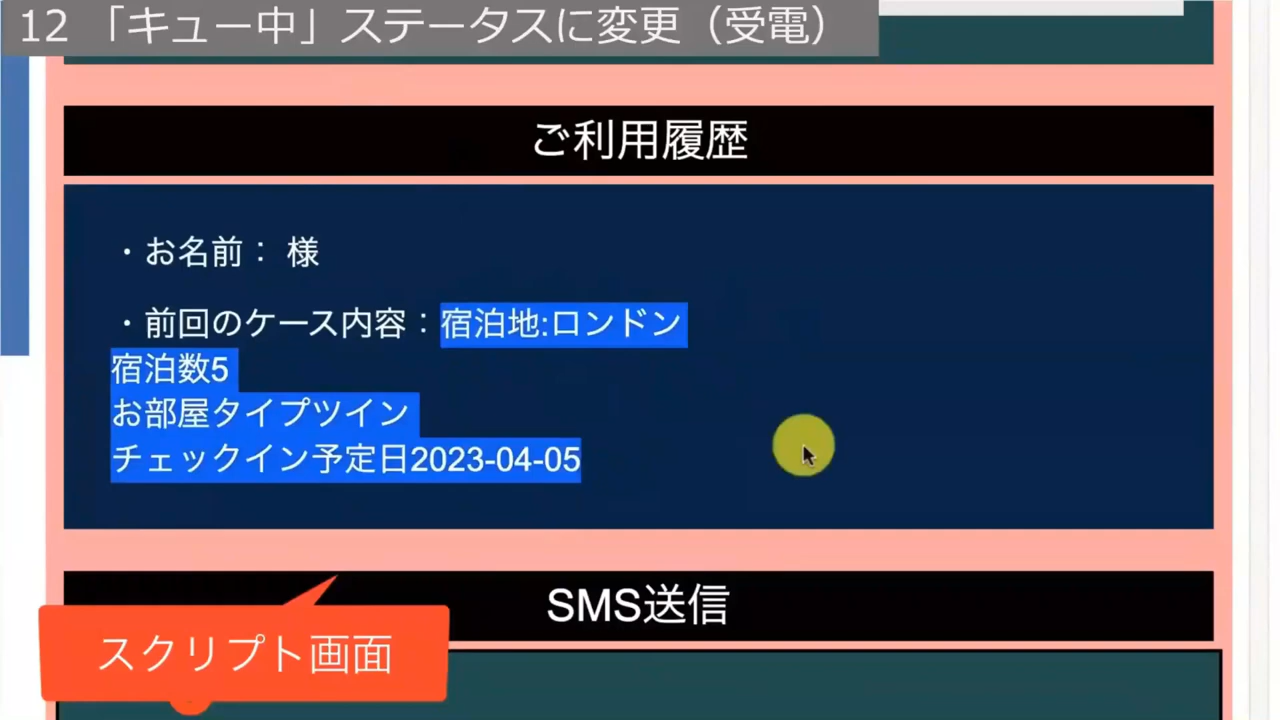 12 「キュー中」ステータスに変更（受電）
ご利用履歴
・お名前： 様
・前回のケース内容：宿泊地:ロンドン
宿泊数5
お部屋タイプツイン
チェックイン予定日2023-04-05
SMS送信
スクリプト画面